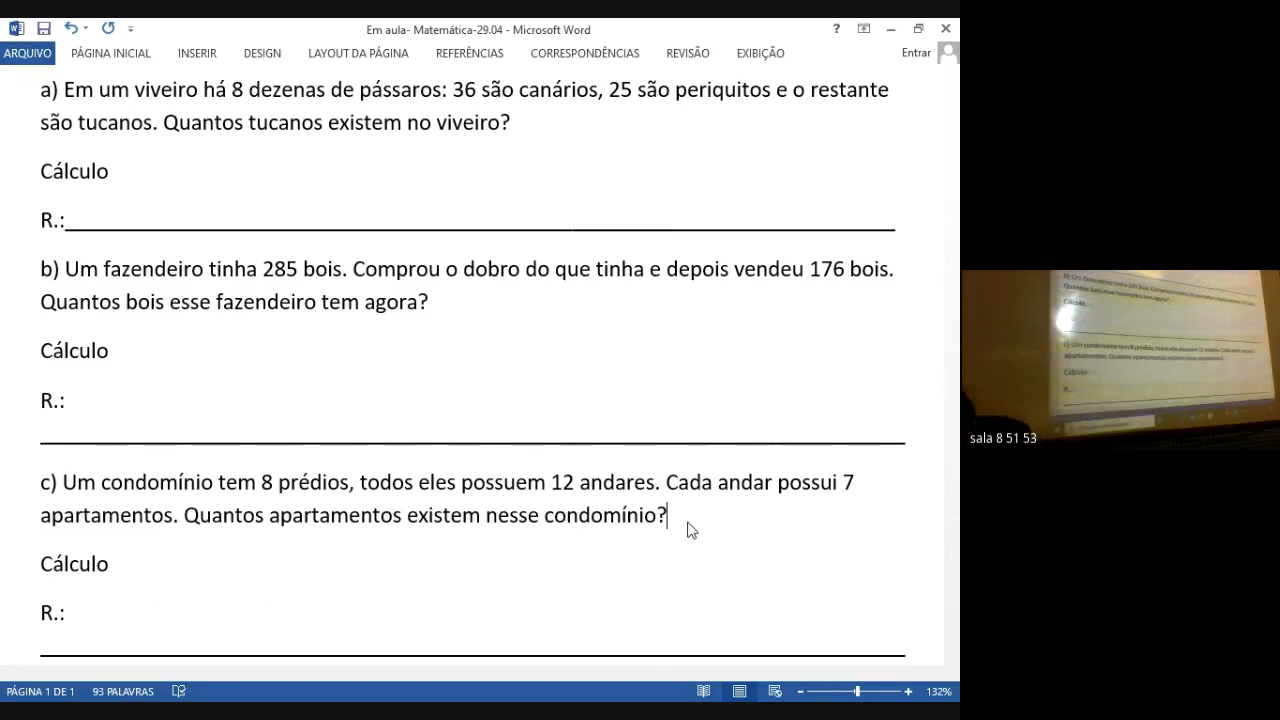 Em aula- Matemática-29.04 - Microsoft Word
ARQUIVO PÁGINA INICIAL INSERIR DESIGN LAYOUT DA PÁGINA REFERÊNCIAS CORRESPONDÊNCIAS REVISÃO EXIBIÇÃO Entrar
a) Em um viveiro há 8 dezenas de pássaros: 36 são canários, 25 são periquitos e o restante
são tucanos. Quantos tucanos existem no viveiro?
Cálculo
R.:
b) Um fazendeiro tinha 285 bois. Comprou o dobro do que tinha e depois vendeu 176 bois.
Quantos bois esse fazendeiro tem agora?
Cálculo
R.:
c) Um condomínio tem 8 prédios, todos eles possuem 12 andares. Cada andar possui 7
apartamentos. Quantos apartamentos existem nesse condomínio?
Cálculo
R.:
PÁGINA 1 DE 1 93 PALAVRAS 132%
sala 8 51 53